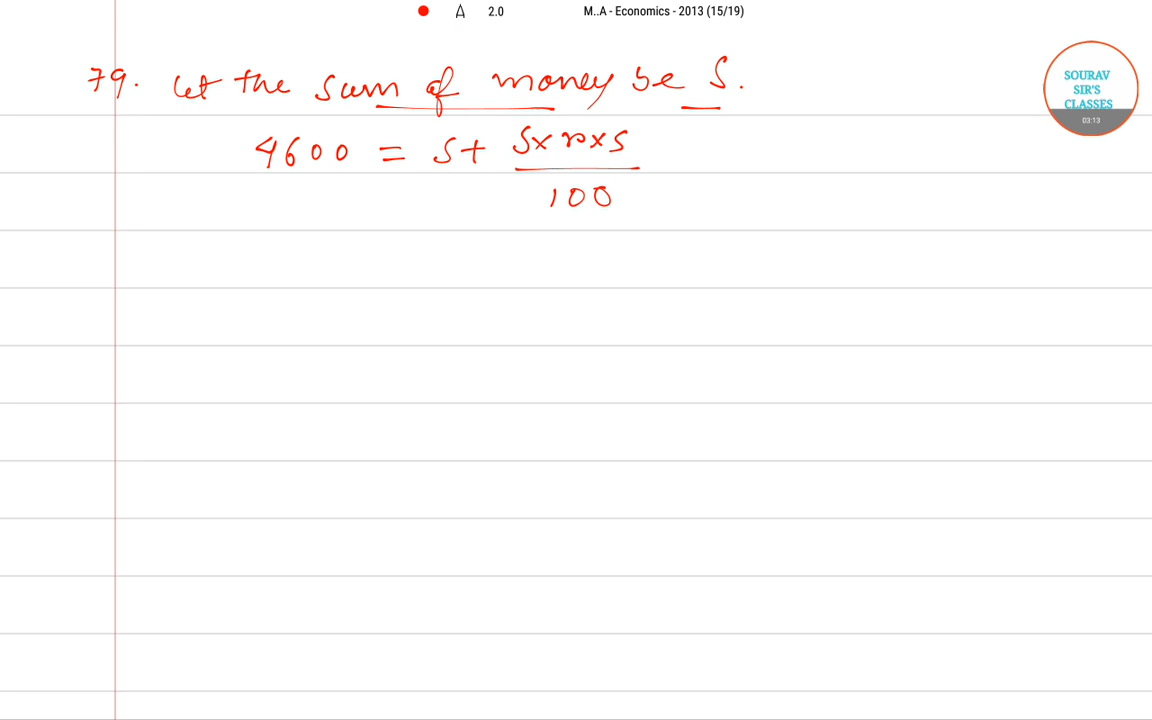 A 2.0 M..A - Economics - 2013 (15/19)
SOURAV
SIR'S
CLASSES
03:13
79. Let the sum of money be S.
4600 = S + S x r x 5
100